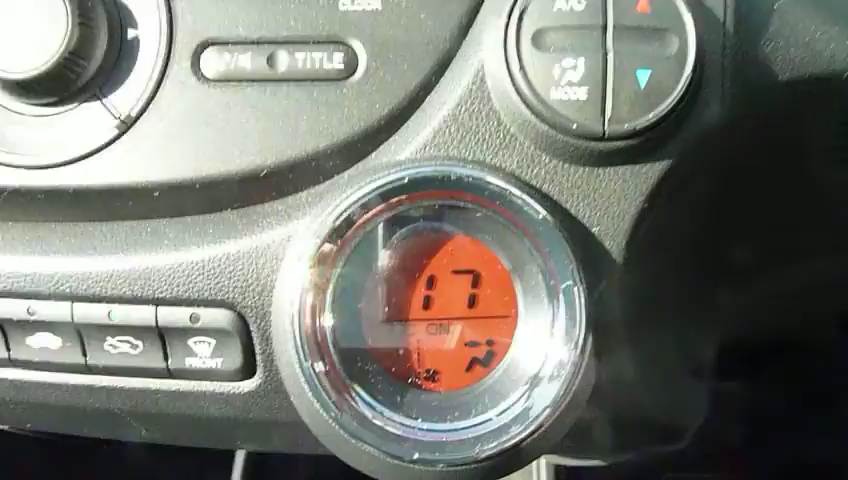 CLOCK
TITLE
A/C
MODE
17
ON
FRONT